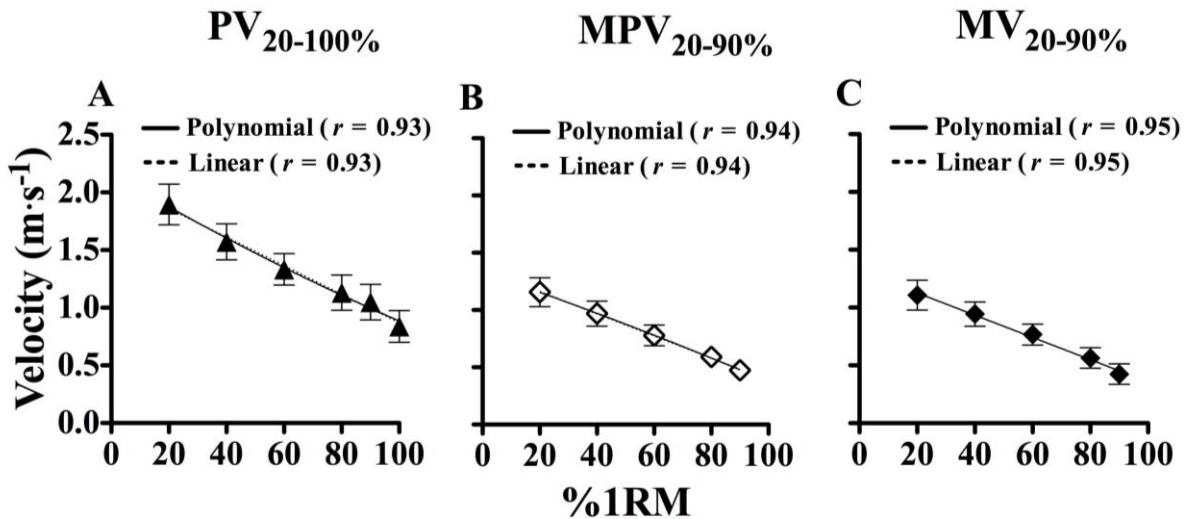 PV20-100%
MPV20-90%
MV20-90%
A
Polynomial (r = 0.93)
Linear (r = 0.93)
B
Polynomial (r = 0.94)
Linear (r = 0.94)
C
Polynomial (r = 0.95)
Linear (r = 0.95)
Velocity (m·s-1)
2.5
2.0
1.5
1.0
0.5
0.0
0 20 40 60 80 100
0 20 40 60 80 100
0 20 40 60 80 100
%1RM